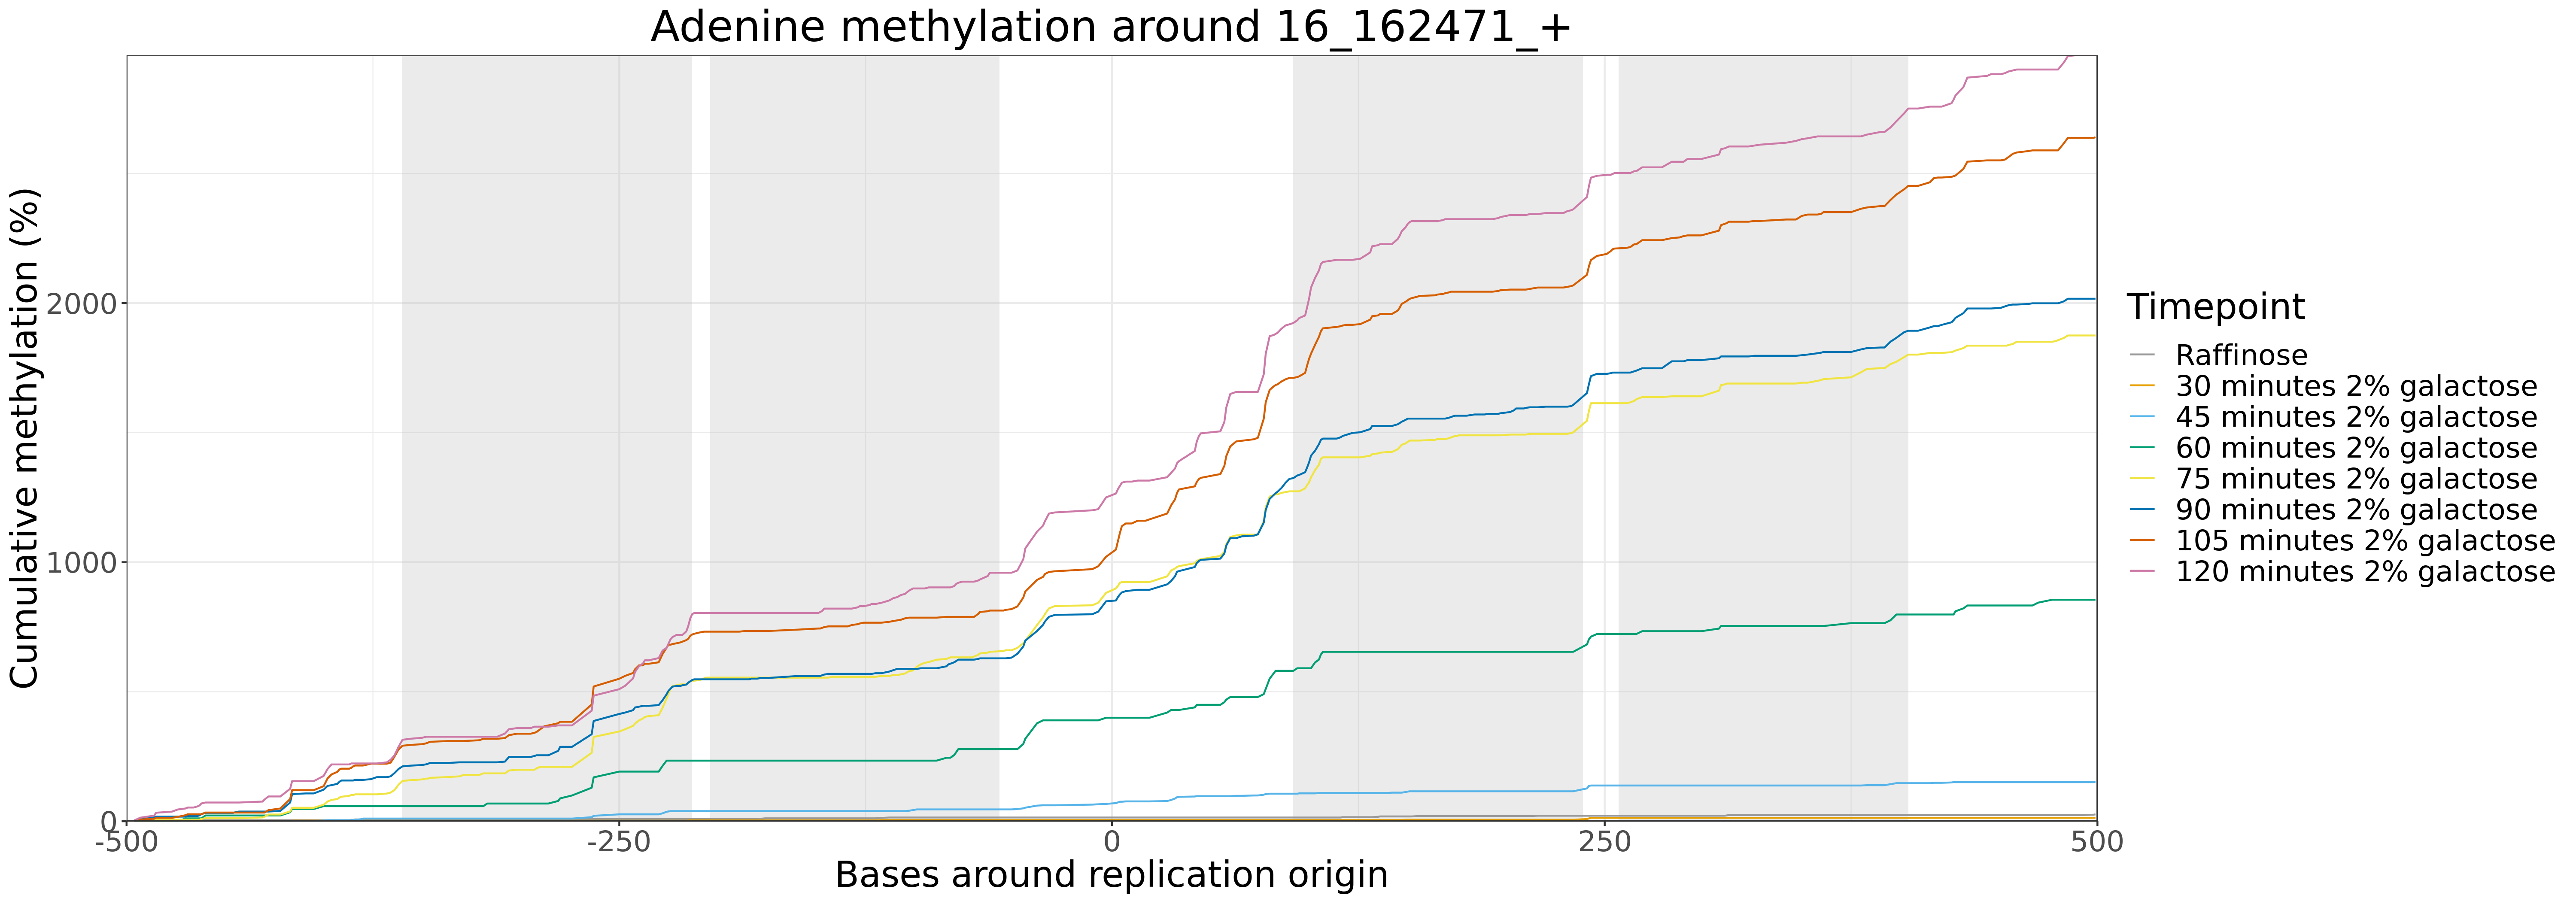 Adenine methylation around 16_162471_+
Cumulative methylation (%)
2000
1000
0
-500
-250
0
250
500
Bases around replication origin
Timepoint
Raffinose
30 minutes 2% galactose
45 minutes 2% galactose
60 minutes 2% galactose
75 minutes 2% galactose
90 minutes 2% galactose
105 minutes 2% galactose
120 minutes 2% galactose